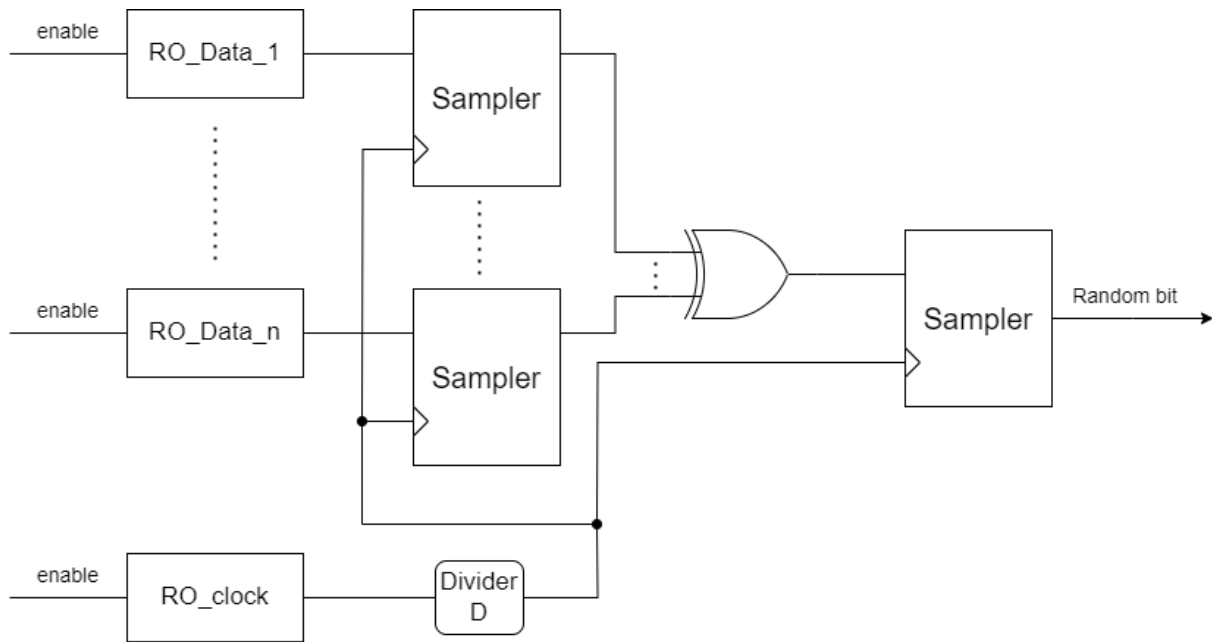 enable
RO_Data_1
Sampler
enable
RO_Data_n
Sampler
Sampler
Random bit
enable
RO_clock
Divider
D